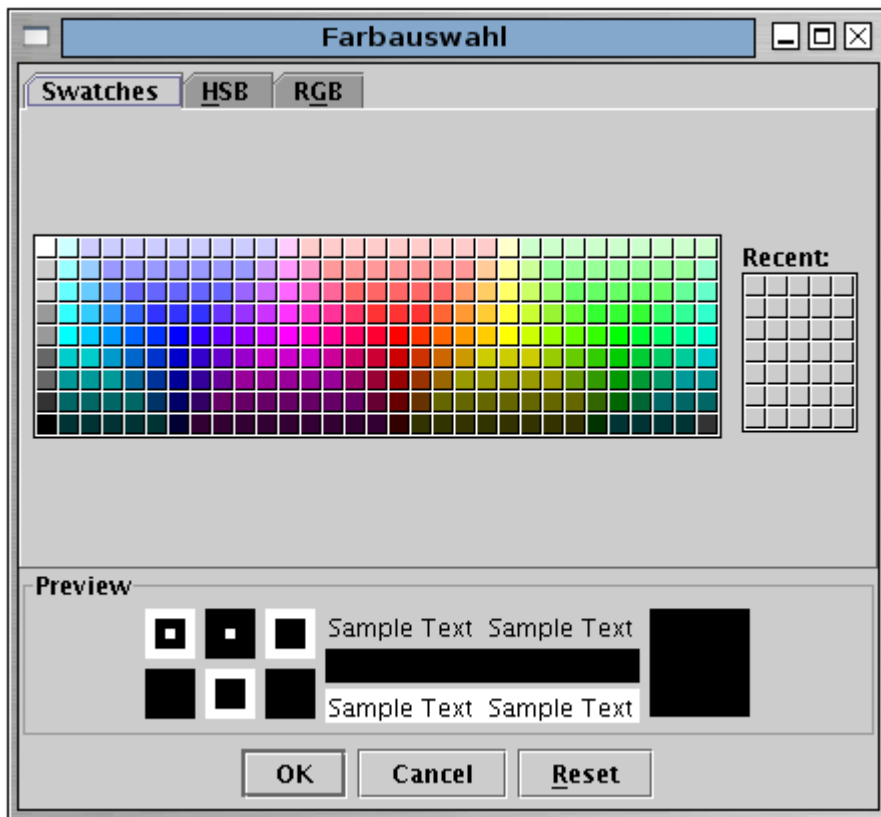 Farbauswahl
Swatches HSB RGB
Recent:
Preview
Sample Text Sample Text
Sample Text Sample Text
OK Cancel Reset